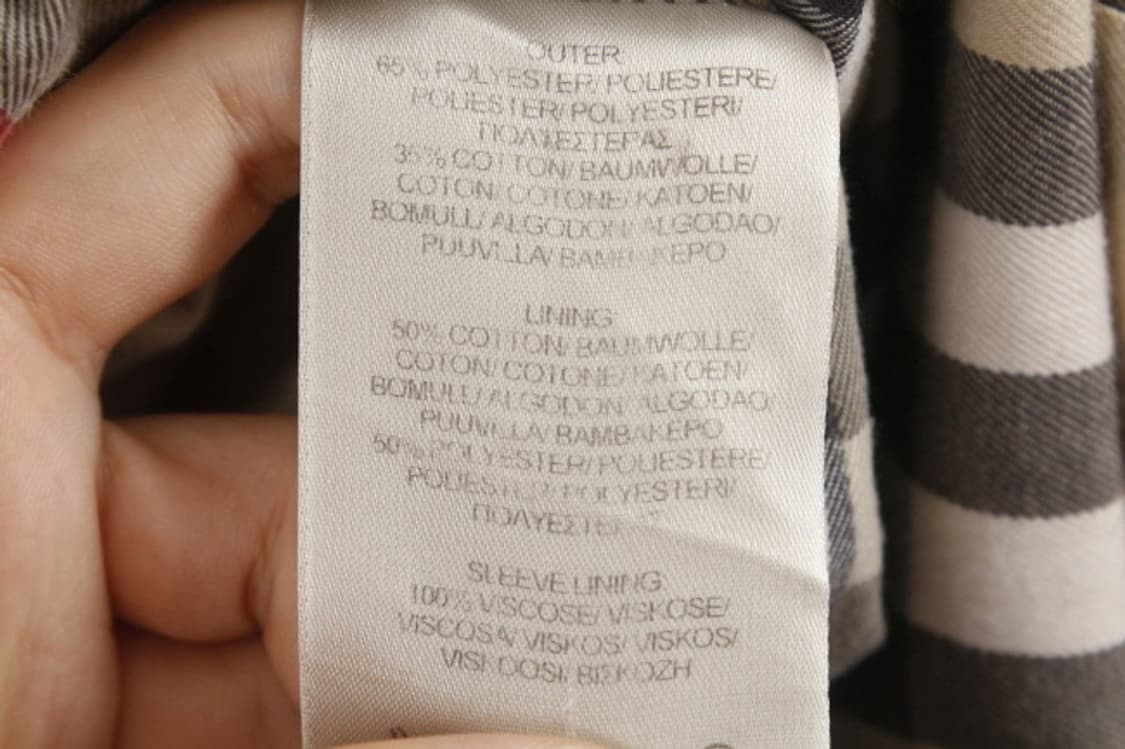 OUTER
65% POLYESTER/ POLIESTERE/
POLIESTER/ POLYESTERI/
ΠΟΛΥΕΣΤΕΡΑΣ
35% COTTON/ BAUMWOLLE/
COTON/ COTONE/ KATOEN/
BOMULL/ ALGODON/ ALGODAO/
PUUVILLA/ BAMBAKEPO
LINING
50% COTTON/ BAUMWOLLE/
COTON/ COTONE/ KATOEN/
BOMULL/ ALGODON/ ALGODAO/
PUUVILLA/ BAMBAKEPO
50% POLYESTER/ POLIESTERE/
POLIESTER/ POLYESTERI/
SLEEVE LINING
100% VISCOSE/ VISKOSE/
VISCOSA/ VISKOS/ VISKOS/
VISKOOSI/ ΒΙΣΚΟΖΗ